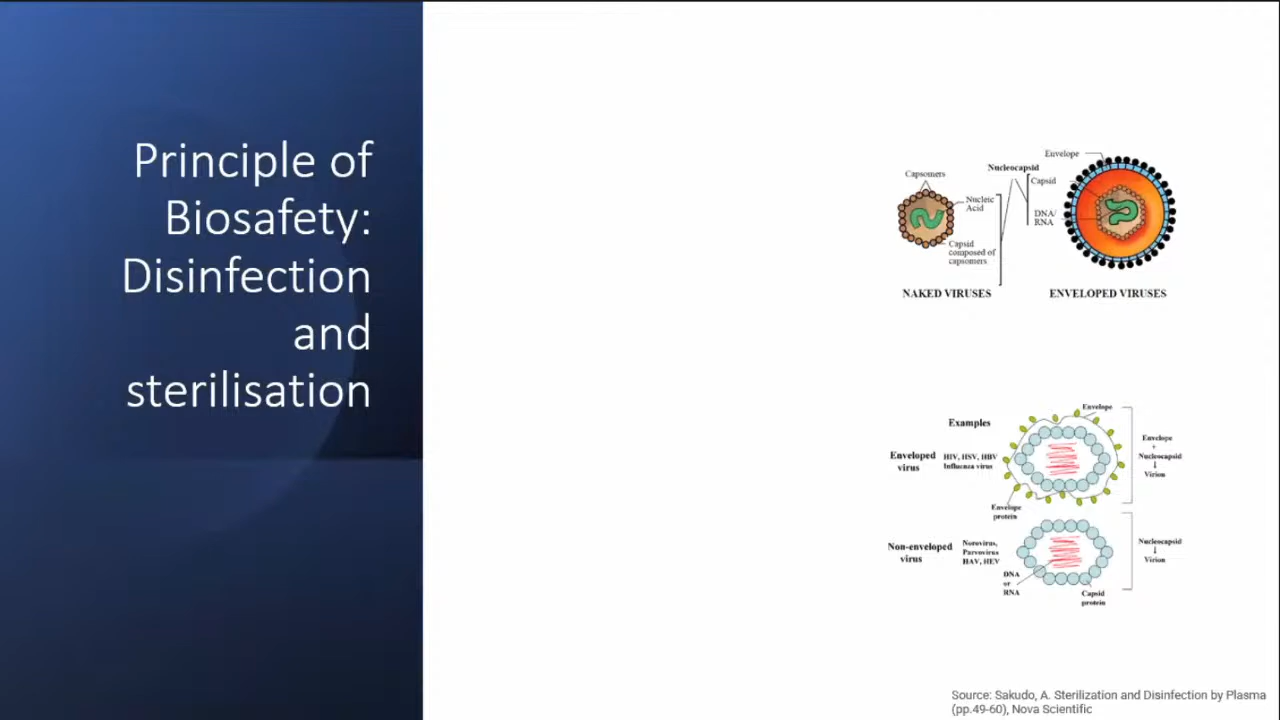 Principle of
Biosafety:
Disinfection
and
sterilisation
Capsomers
Nucleic
Acid
Capsid
composed of
capsomers
NAKED VIRUSES
Nucleocapsid
Envelope
Capsid
DNA/
RNA
ENVELOPED VIRUSES
Examples
Enveloped
virus
HIV, HSV, HBV
Influenza virus
Envelope
Envelope
protein
Envelope
+
Nucleocapsid
↓
Virion
Non-enveloped
virus
Norovirus,
Parvovirus
HAV, HEV
DNA
or
RNA
Capsid
protein
Nucleocapsid
↓
Virion
Source: Sakudo, A. Sterilization and Disinfection by Plasma
(pp.49-60), Nova Scientific